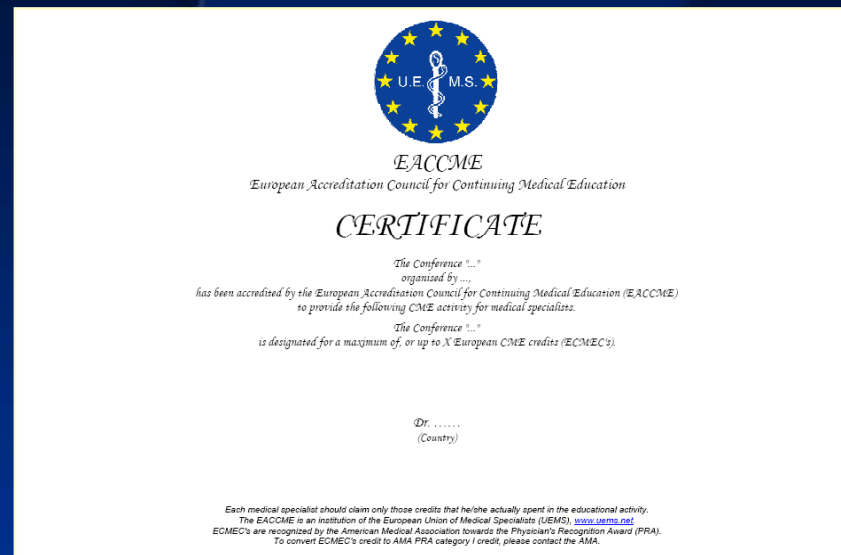 U.E. M.S.
EACCME
European Accreditation Council for Continuing Medical Education
CERTIFICATE
The Conference "..."
organised by ...,
has been accredited by the European Accreditation Council for Continuing Medical Education (EACCME)
to provide the following CME activity for medical specialists.
The Conference "..."
is designated for a maximum of, or up to X European CME credits (ECMEC's).
Dr. ......
(Country)
Each medical specialist should claim only those credits that he/she actually spent in the educational activity.
The EACCME is an institution of the European Union of Medical Specialists (UEMS), www.uems.net.
ECMEC's are recognized by the American Medical Association towards the Physician's Recognition Award (PRA).
To convert ECMEC's credit to AMA PRA category I credit, please contact the AMA.